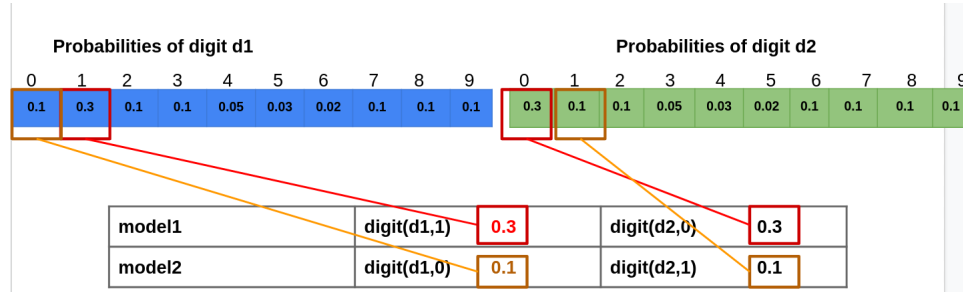 Probabilities of digit d1 Probabilities of digit d2
0 1 2 3 4 5 6 7 8 9 0 1 2 3 4 5 6 7 8 9
0.1 0.3 0.1 0.1 0.05 0.03 0.02 0.1 0.1 0.1 0.3 0.1 0.1 0.05 0.03 0.02 0.1 0.1 0.1 0.1
model1 digit(d1,1) 0.3 digit(d2,0) 0.3
model2 digit(d1,0) 0.1 digit(d2,1) 0.1